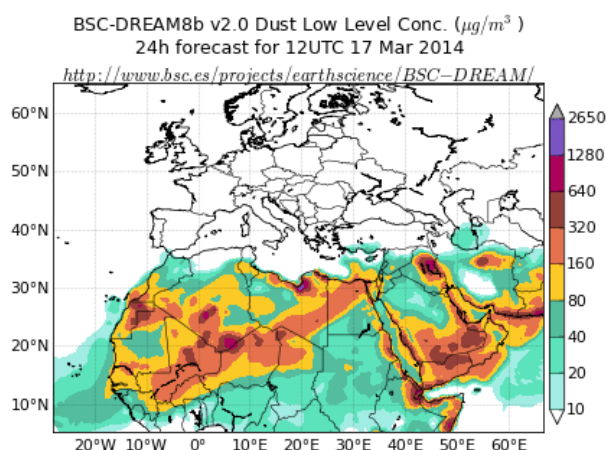 BSC-DREAM8b v2.0 Dust Low Level Conc. (μg/m³ )
24h forecast for 12UTC 17 Mar 2014
http://www.bsc.es/projects/earthscience/BSC−DREAM/
60°N
50°N
40°N
30°N
20°N
10°N
20°W 10°W 0° 10°E 20°E 30°E 40°E 50°E 60°E
2650
1280
640
320
160
80
40
20
10